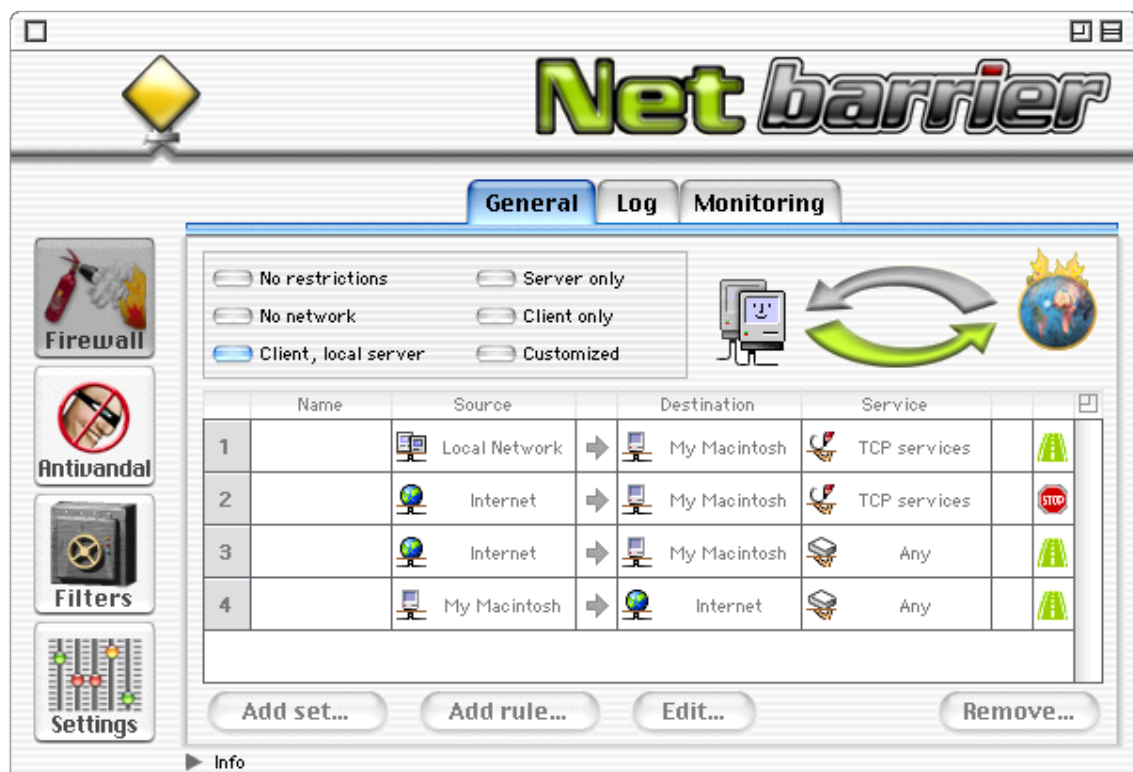 Net barrier
General Log Monitoring
Firewall
Antivandal
Filters
Settings
No restrictions Server only
No network Client only
Client, local server Customized
Name Source Destination Service
1 Local Network My Macintosh TCP services
2 Internet My Macintosh TCP services STOP
3 Internet My Macintosh Any
4 My Macintosh Internet Any
Add set... Add rule... Edit... Remove...
Info